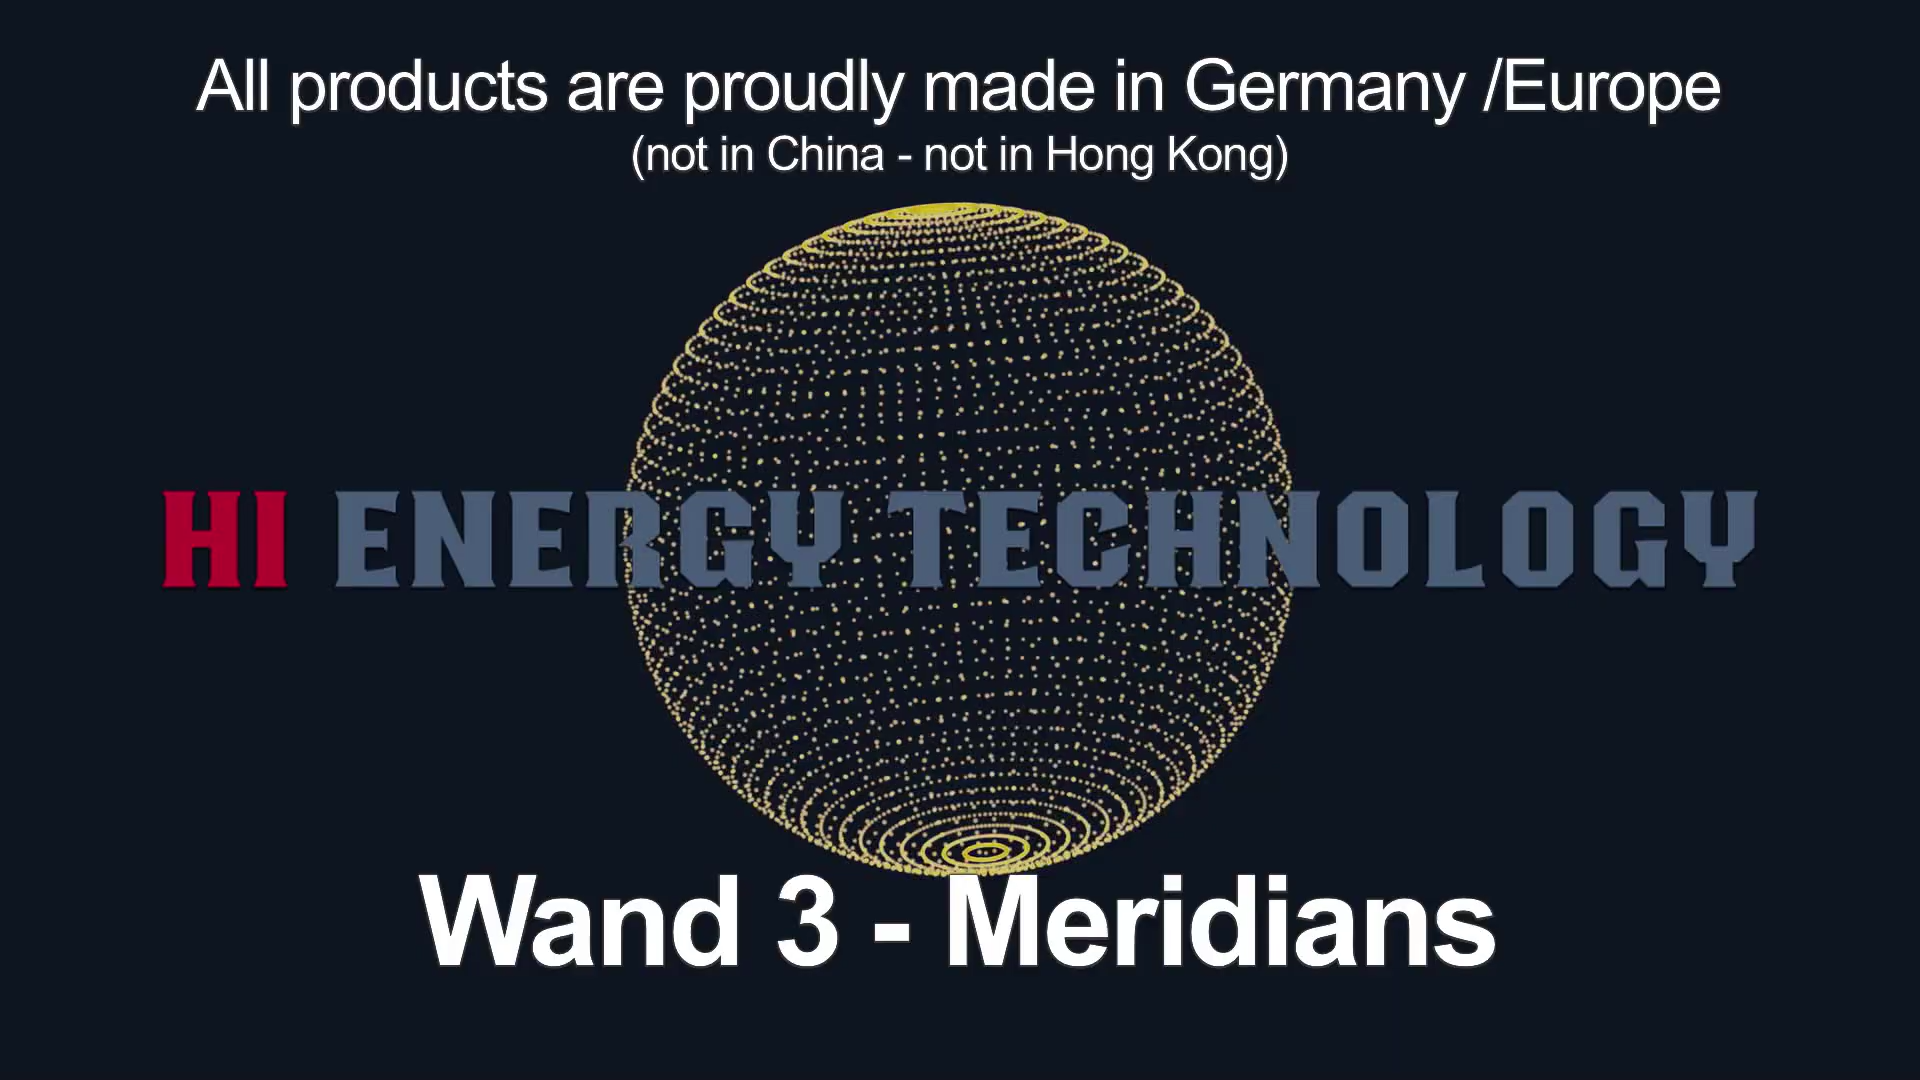 All products are proudly made in Germany /Europe
(not in China - not in Hong Kong)
HI ENERGY TECHNOLOGY
Wand 3 - Meridians